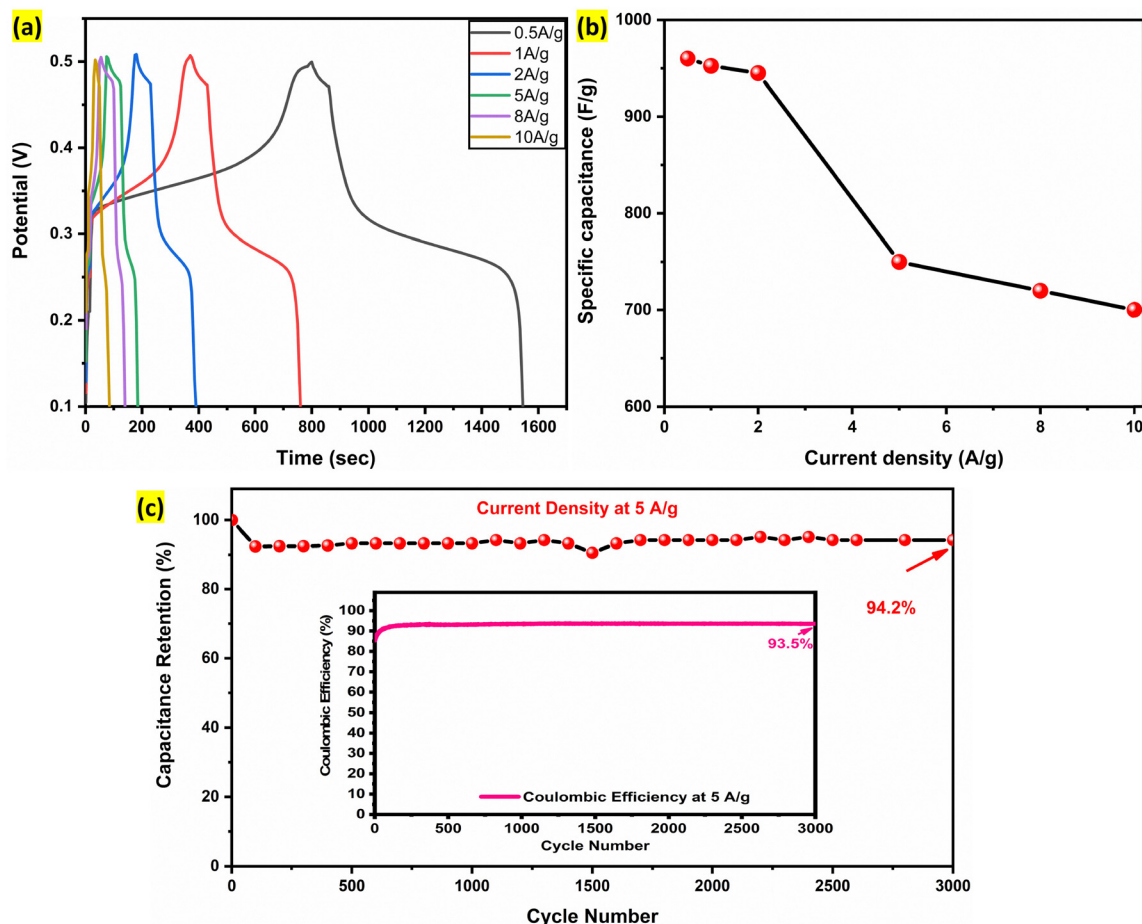 (a)
0.5A/g
1A/g
2A/g
5A/g
8A/g
10A/g
0.5
0.4
0.3
0.2
0.1
Potential (V)
0 200 400 600 800 1000 1200 1400 1600
Time (sec)
(b)
1000
900
800
700
600
Specific capacitance (F/g)
0 2 4 6 8 10
Current density (A/g)
(c)
Current Density at 5 A/g
100
80
60
40
20
0
Capacitance Retention (%)
94.2%
100
90
80
70
60
50
40
30
20
10
0
Coulombic Efficiency (%)
93.5%
Coulombic Efficiency at 5 A/g
0 500 1000 1500 2000 2500 3000
Cycle Number
0 500 1000 1500 2000 2500 3000
Cycle Number